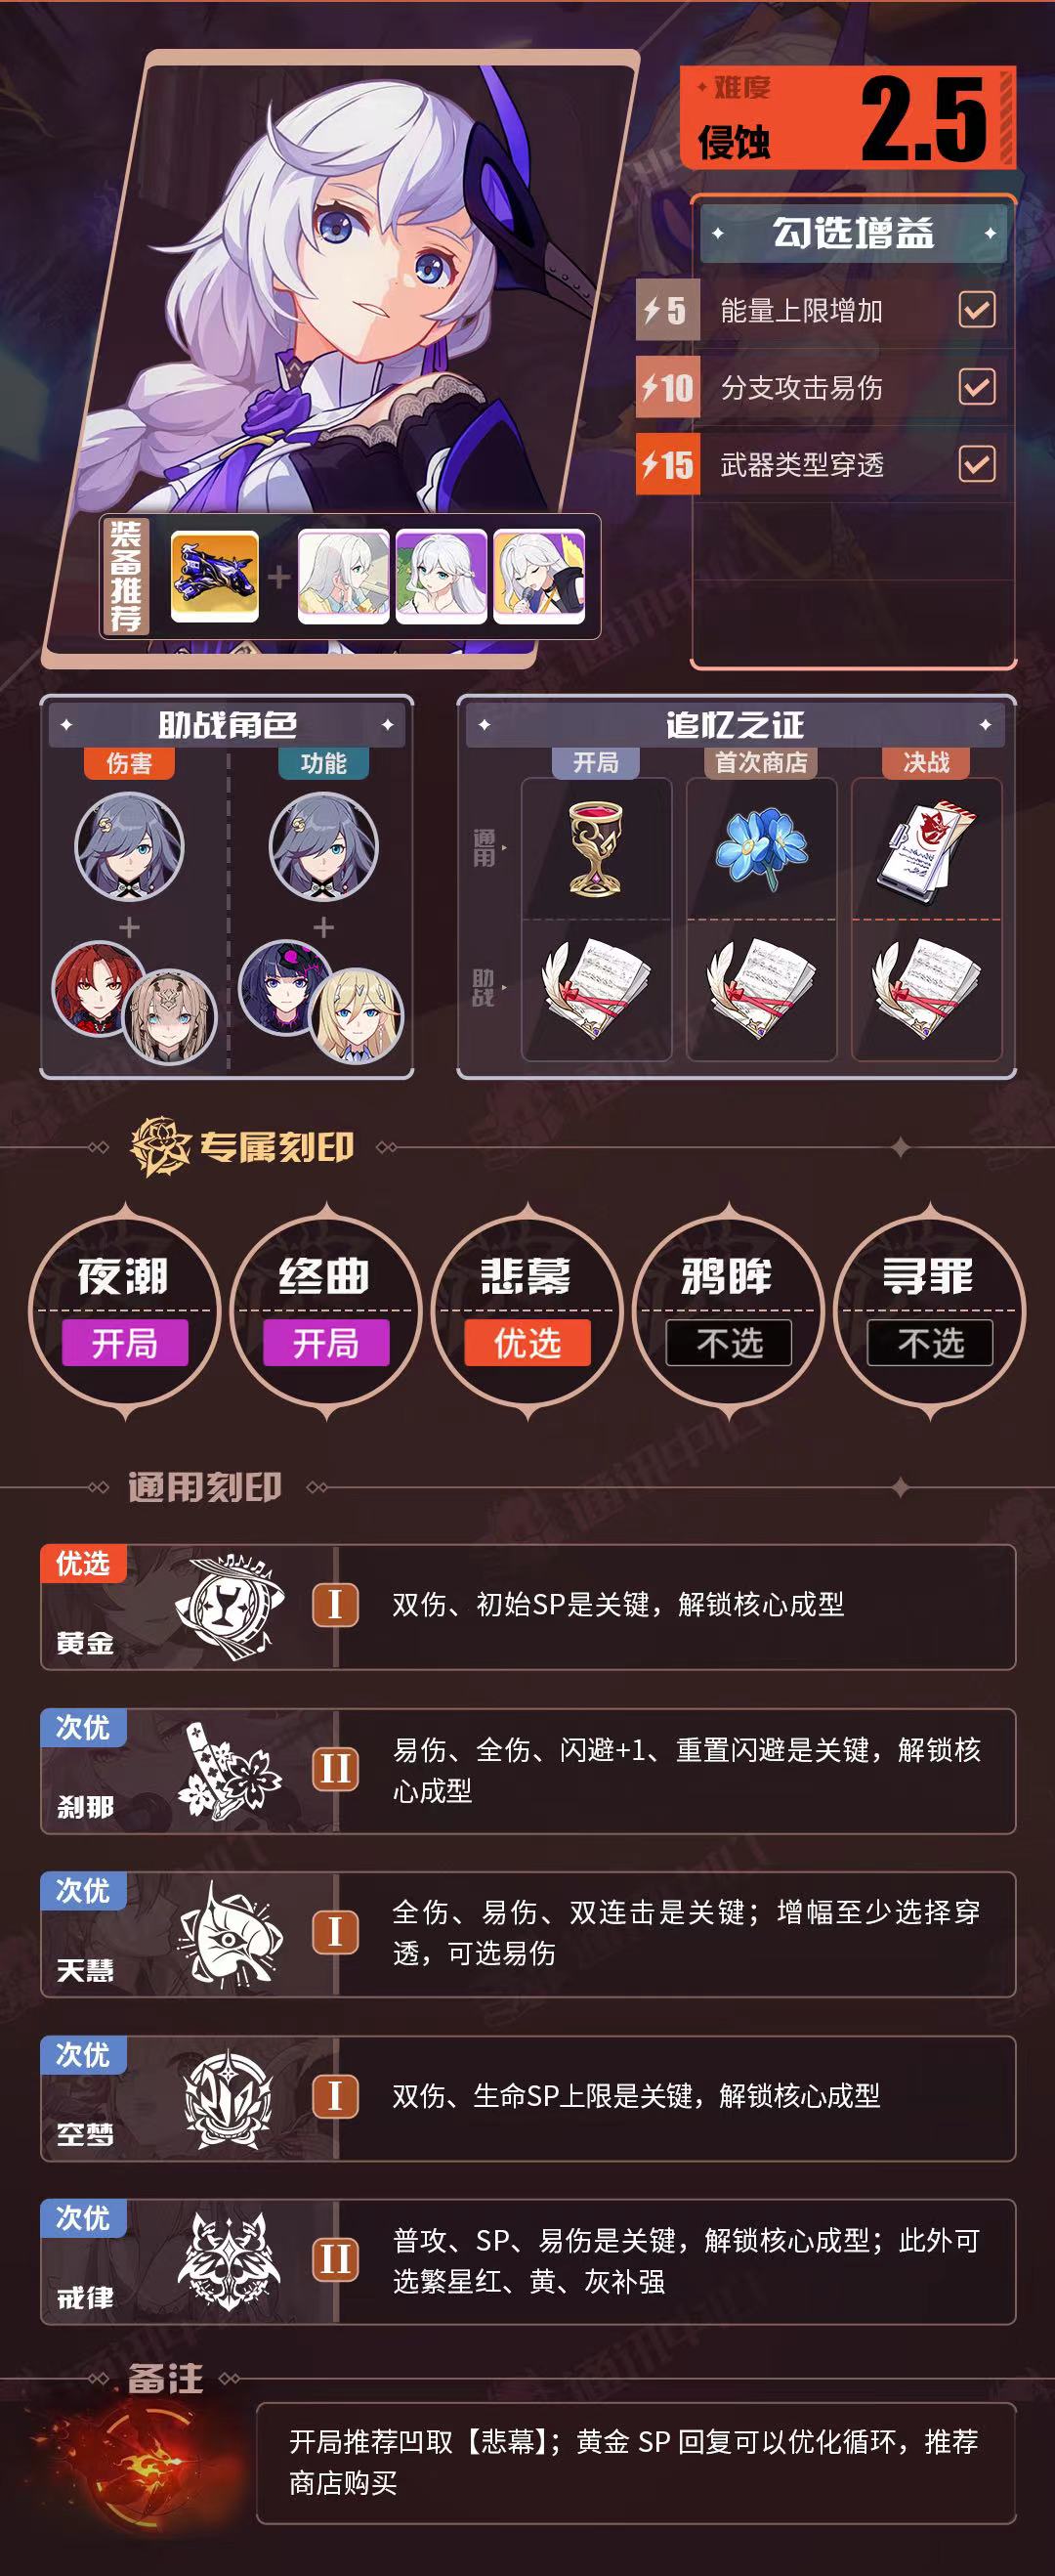 难度
侵蚀
2.5
勾选增益
5 能量上限增加
10 分支攻击易伤
15 武器类型穿透
装备推荐
助战角色
伤害
功能
追忆之证
开局
首次商店
决战
通用
助战
专属刻印
夜潮
开局
终曲
开局
悲幕
优选
鸦眸
不选
寻罪
不选
通用刻印
优选
黄金
I
双伤、初始SP是关键，解锁核心成型
次优
刹那
II
易伤、全伤、闪避+1、重置闪避是关键，解锁核
心成型
次优
天慧
I
全伤、易伤、双连击是关键；增幅至少选择穿
透，可选易伤
次优
空梦
I
双伤、生命SP上限是关键，解锁核心成型
次优
戒律
II
普攻、SP、易伤是关键，解锁核心成型；此外可
选繁星红、黄、灰补强
备注
开局推荐凹取【悲幕】；黄金 SP 回复可以优化循环，推荐
商店购买